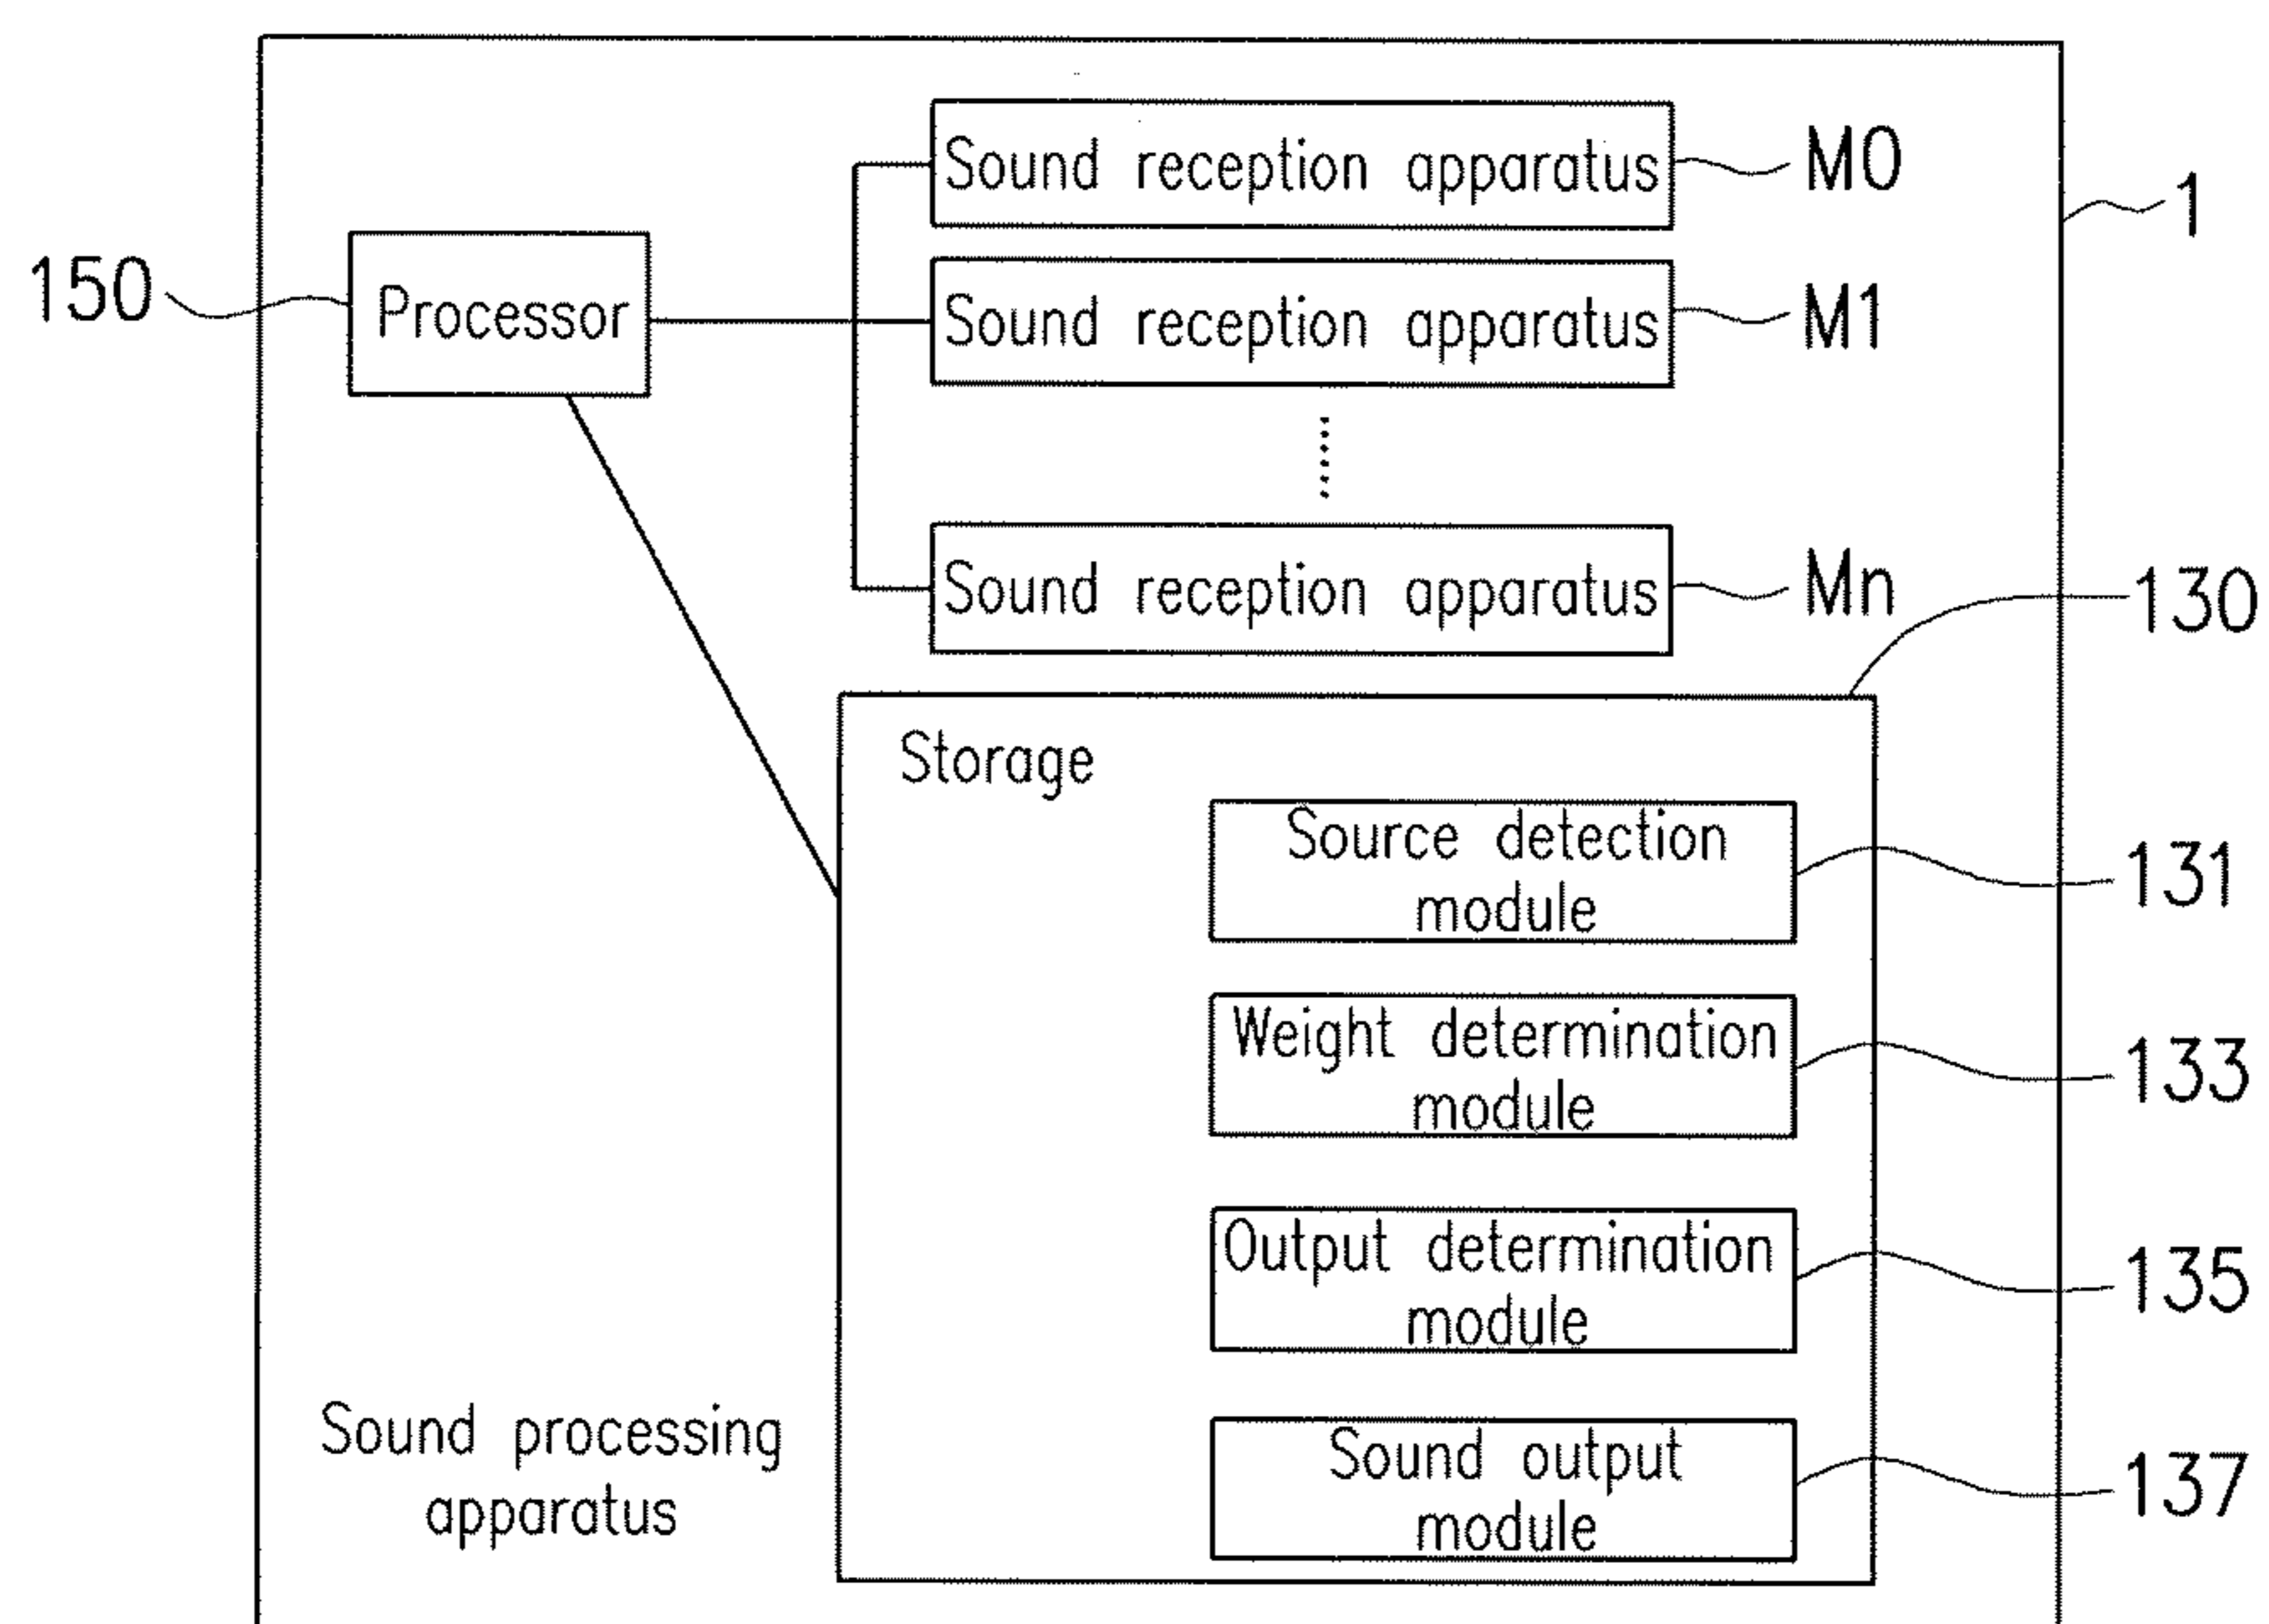 Sound reception apparatus
M0
1
150
Processor
Sound reception apparatus
M1
Sound reception apparatus
Mn
130
Storage
Source detection
module
131
Weight determination
module
133
Output determination
module
135
Sound processing
apparatus
Sound output
module
137